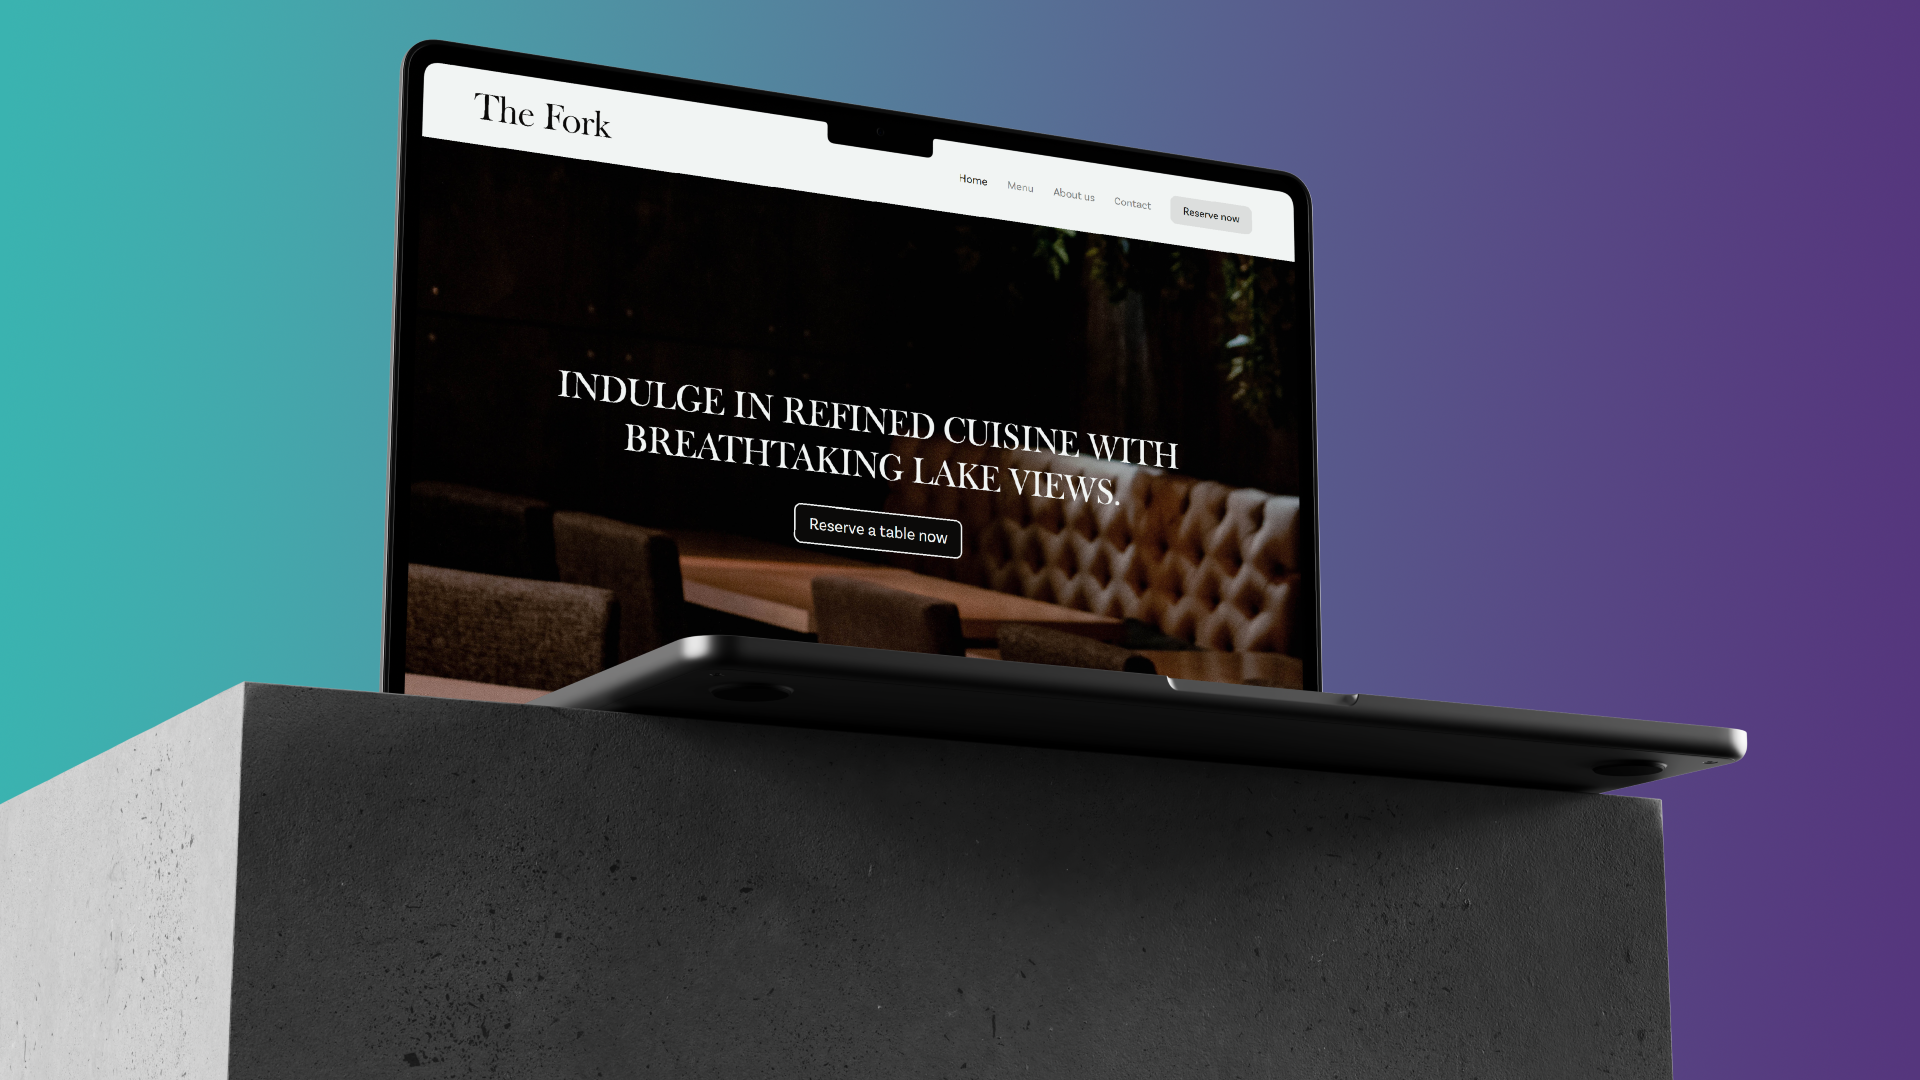 The Fork
Home
Menu
About us
Contact
Reserve now
INDULGE IN REFINED CUISINE WITH
BREATHTAKING LAKE VIEWS.
Reserve a table now